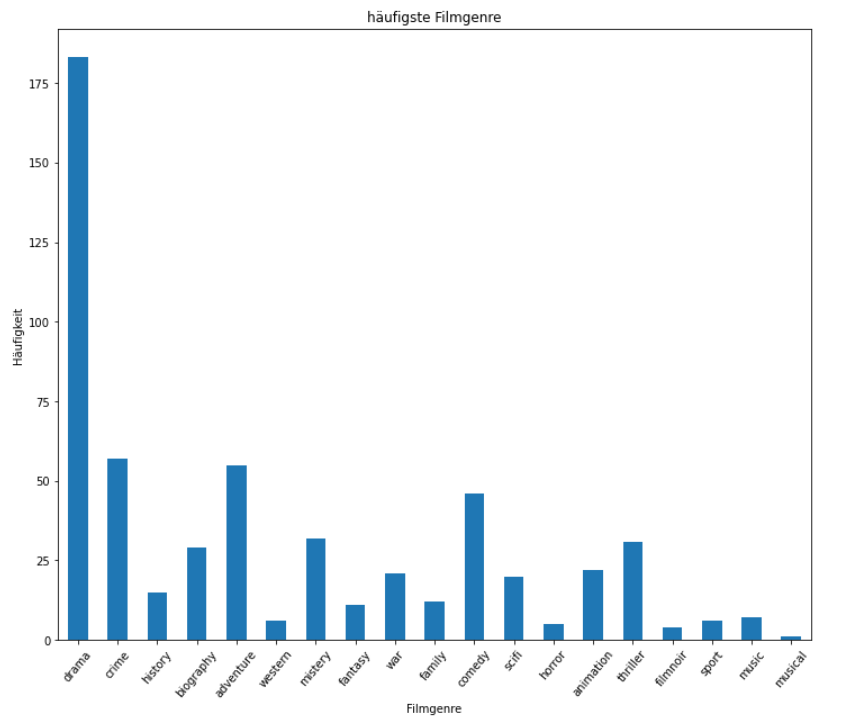 häufigste Filmgenre
Häufigkeit
175
150
125
100
75
50
25
0
drama
crime
history
biography
adventure
western
mistery
fantasy
war
family
comedy
scifi
horror
animation
thriller
filmnoir
sport
music
musical
Filmgenre